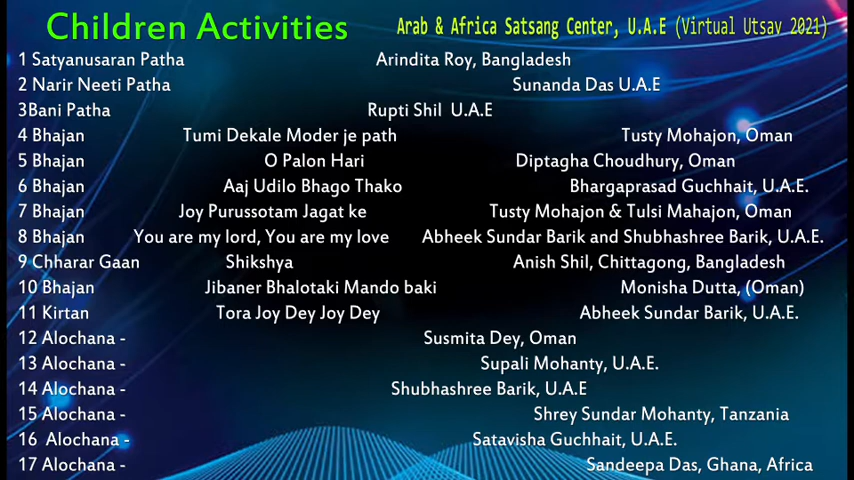 Children Activities Arab & Africa Satsang Center, U.A.E (Virtual Utsav 2021)
1 Satyanusaran Patha Arindita Roy, Bangladesh
2 Narir Neeti Patha Sunanda Das U.A.E
3Bani Patha Rupti Shil U.A.E
4 Bhajan Tumi Dekale Moder je path Tusty Mohajon, Oman
5 Bhajan O Palon Hari Diptagha Choudhury, Oman
6 Bhajan Aaj Udilo Bhago Thako Bhargaprasad Guchhait, U.A.E.
7 Bhajan Joy Purussotam Jagat ke Tusty Mohajon & Tulsi Mahajon, Oman
8 Bhajan You are my lord, You are my love Abheek Sundar Barik and Shubhashree Barik, U.A.E.
9 Chharar Gaan Shikshya Anish Shil, Chittagong, Bangladesh
10 Bhajan Jibaner Bhalotaki Mando baki Monisha Dutta, (Oman)
11 Kirtan Tora Joy Dey Joy Dey Abheek Sundar Barik, U.A.E.
12 Alochana - Susmita Dey, Oman
13 Alochana - Supali Mohanty, U.A.E.
14 Alochana - Shubhashree Barik, U.A.E
15 Alochana - Shrey Sundar Mohanty, Tanzania
16 Alochana - Satavisha Guchhait, U.A.E.
17 Alochana - Sandeepa Das, Ghana, Africa